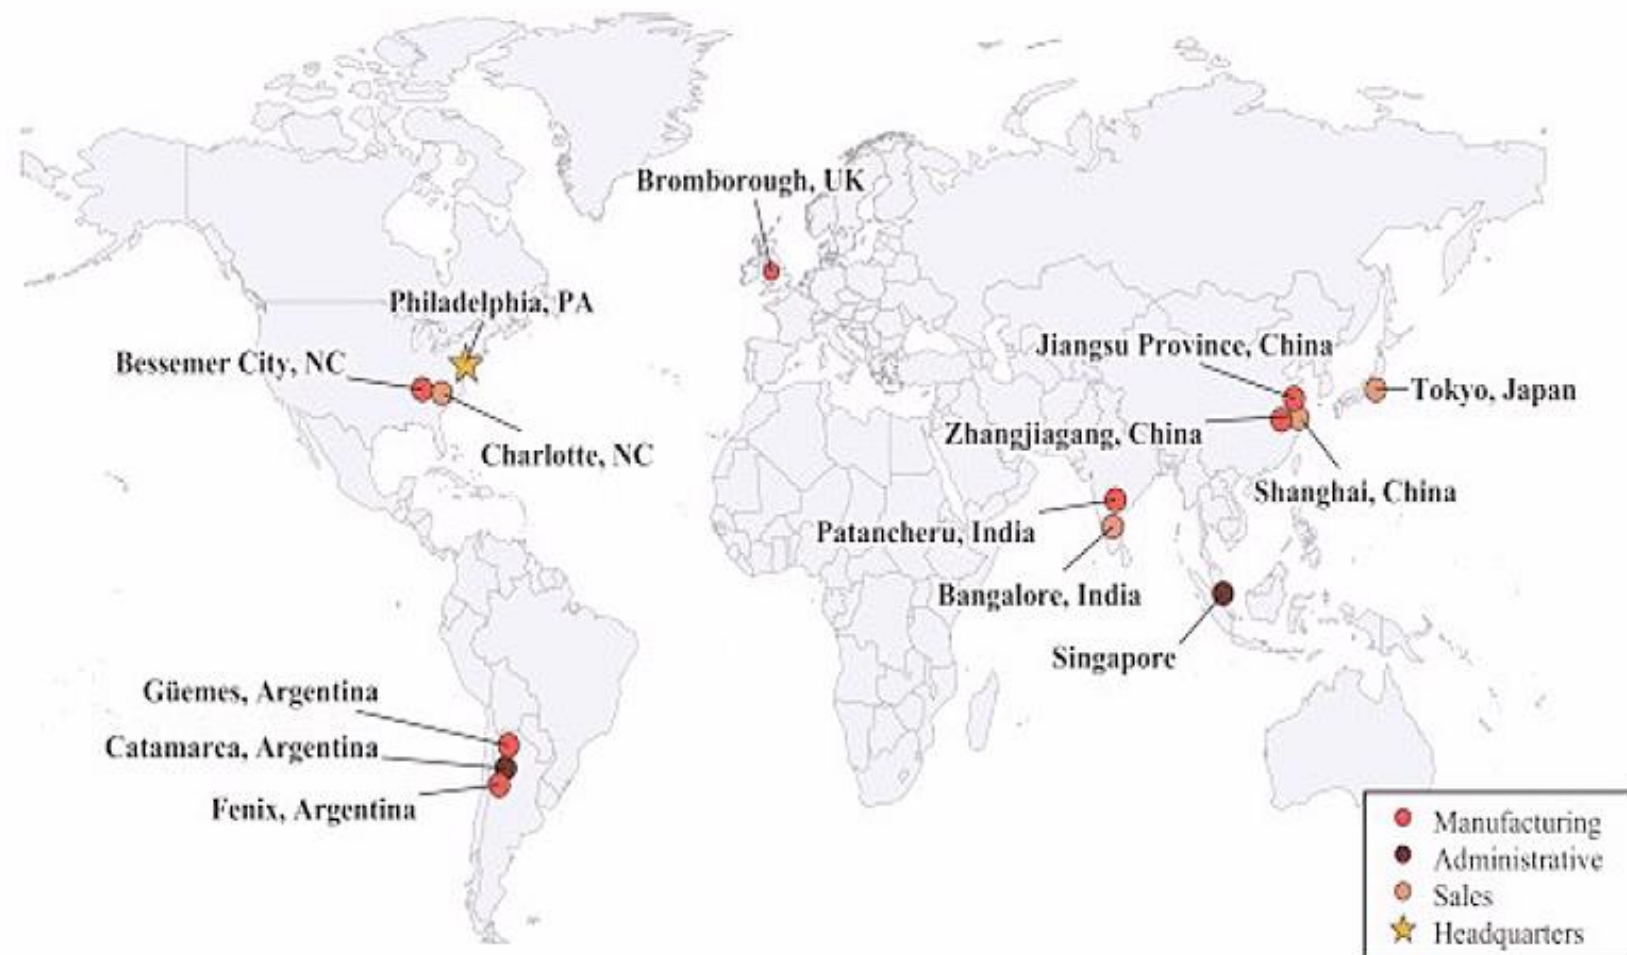 Bromborough, UK
Philadelphia, PA
Bessemer City, NC
Charlotte, NC
Jiangsu Province, China
Tokyo, Japan
Zhangjiagang, China
Shanghai, China
Patancheru, India
Bangalore, India
Singapore
Güemes, Argentina
Catamarca, Argentina
Fenix, Argentina
Manufacturing
Administrative
Sales
Headquarters